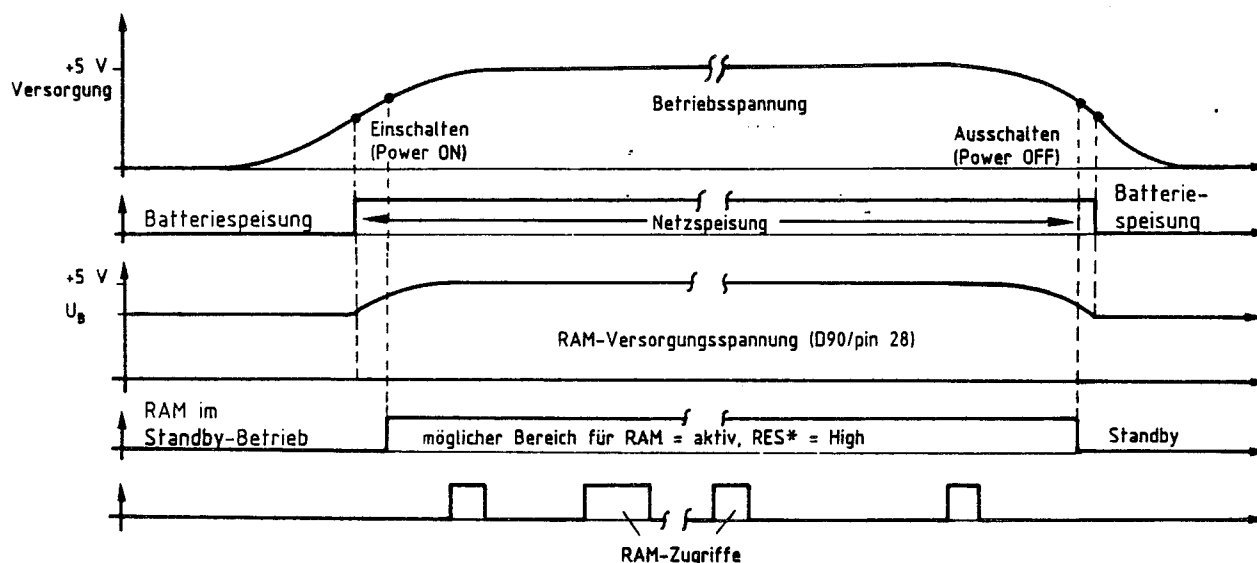 +5 V
Versorgung
Betriebsspannung
Einschalten
(Power ON)
Ausschalten
(Power OFF)
Batteriespeisung
Netzspeisung
Batterie-
speisung
+5 V
UB
RAM-Versorgungsspannung (D90/pin 28)
RAM im
Standby-Betrieb
möglicher Bereich für RAM = aktiv, RES* = High
Standby
RAM-Zugriffe